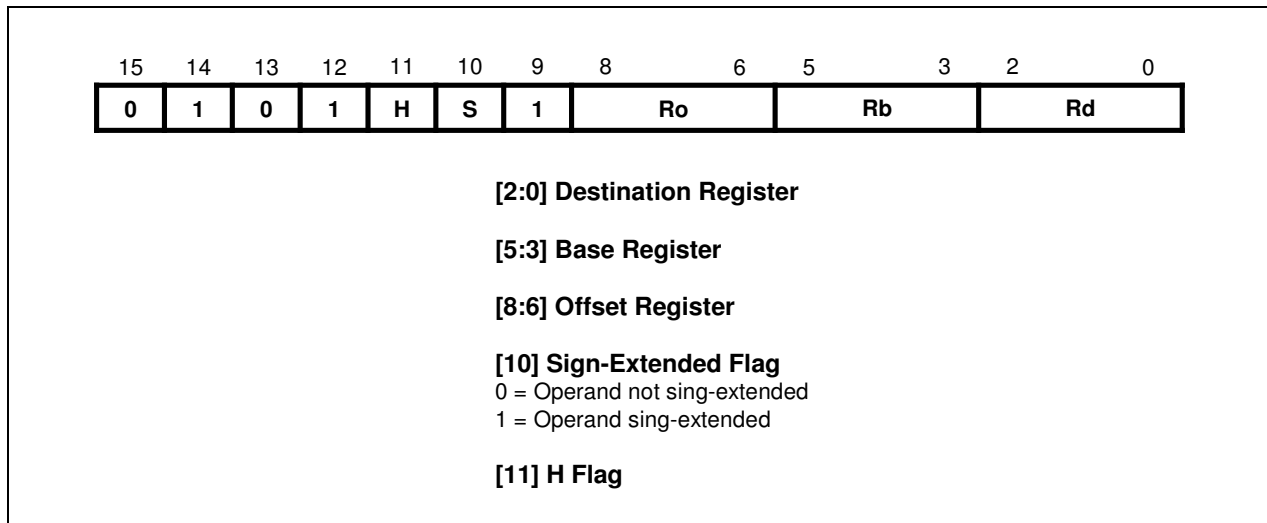 15 14 13 12 11 10 9 8 6 5 3 2 0
0 1 0 1 H S 1 Ro Rb Rd
[2:0] Destination Register
[5:3] Base Register
[8:6] Offset Register
[10] Sign-Extended Flag
0 = Operand not sing-extended
1 = Operand sing-extended
[11] H Flag